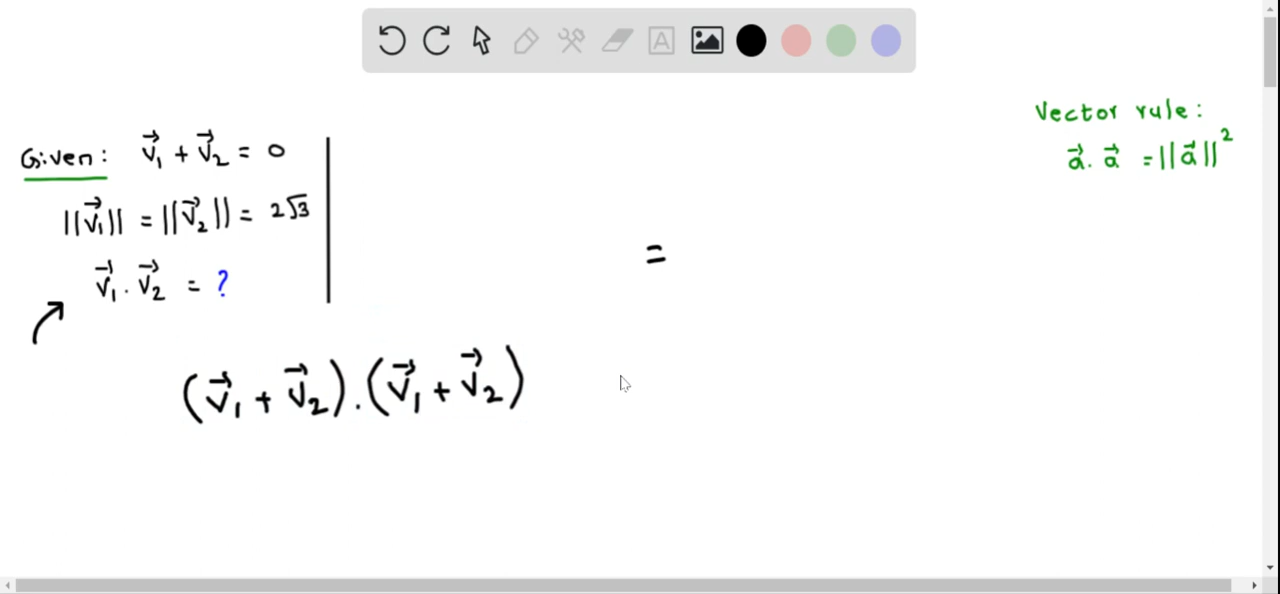 Vector rule:
a⃗ . a⃗ = ||a⃗||²
Given: v⃗₁ + v⃗₂ = 0
||v⃗₁|| = ||v⃗₂|| = 2√3
v⃗₁ . v⃗₂ = ?
=
(v⃗₁ + v⃗₂) . (v⃗₁ + v⃗₂)